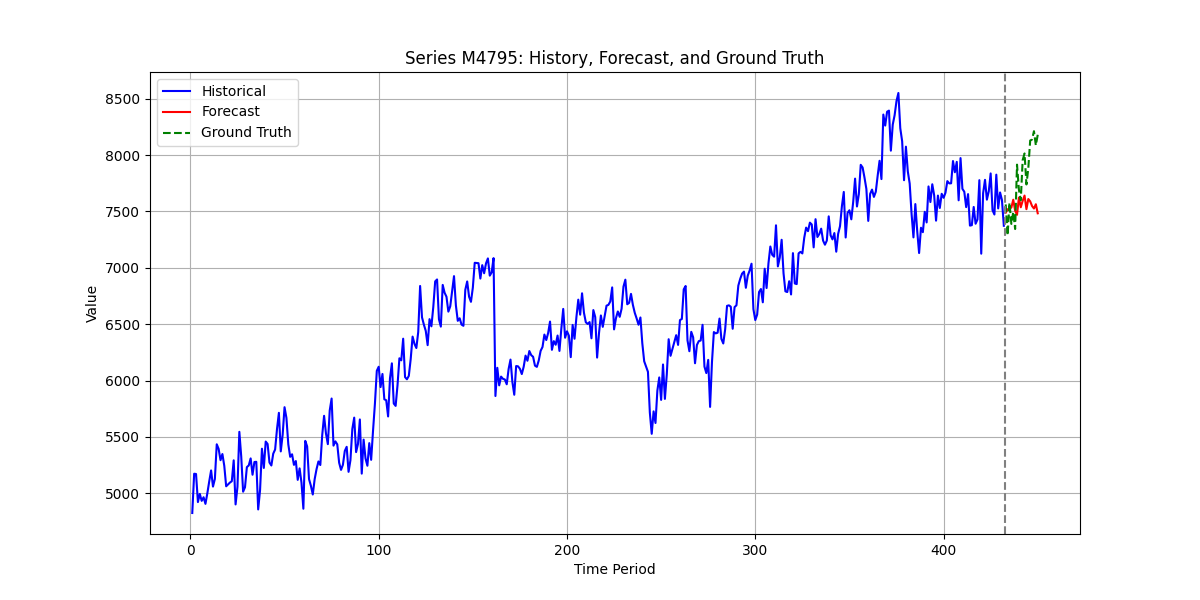 Series M4795: History, Forecast, and Ground Truth
Historical
Forecast
Ground Truth
8500
8000
7500
7000
6500
6000
5500
5000
Value
0
100
200
300
400
Time Period